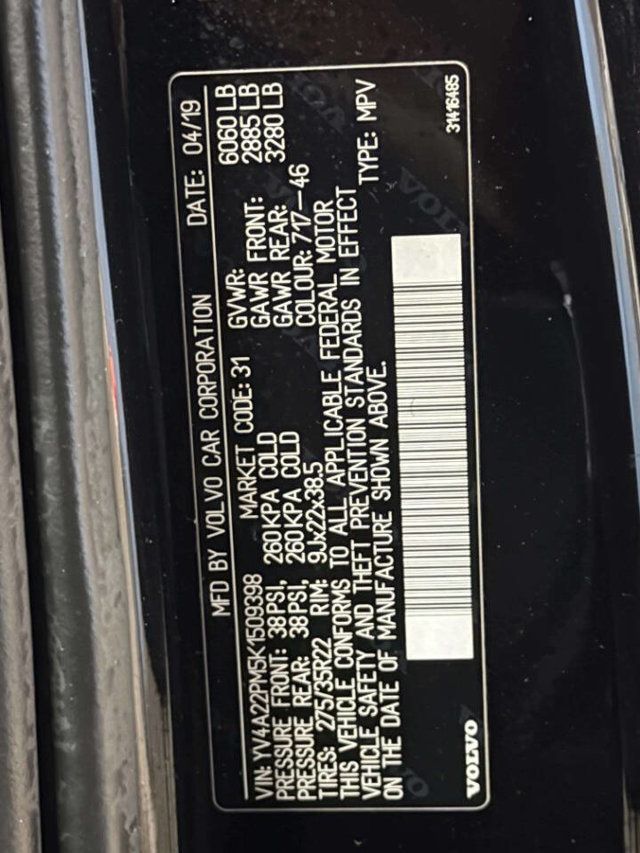 MFD BY VOLVO CAR CORPORATION DATE: 04/19
VIN: YV4A22PM5K1509398 MARKET CODE: 31 GVWR: 6060 LB
PRESSURE FRONT: 38PSI, 260KPA COLD GAWR FRONT: 2885 LB
PRESSURE REAR: 38PSI, 260KPA COLD GAWR REAR: 3280 LB
TIRES: 275/35R22 RIM: 9Jx22x38.5 COLOUR: 717-46
THIS VEHICLE CONFORMS TO ALL APPLICABLE FEDERAL MOTOR
VEHICLE SAFETY AND THEFT PREVENTION STANDARDS IN EFFECT
ON THE DATE OF MANUFACTURE SHOWN ABOVE. TYPE: MPV
VOLVO 31416485